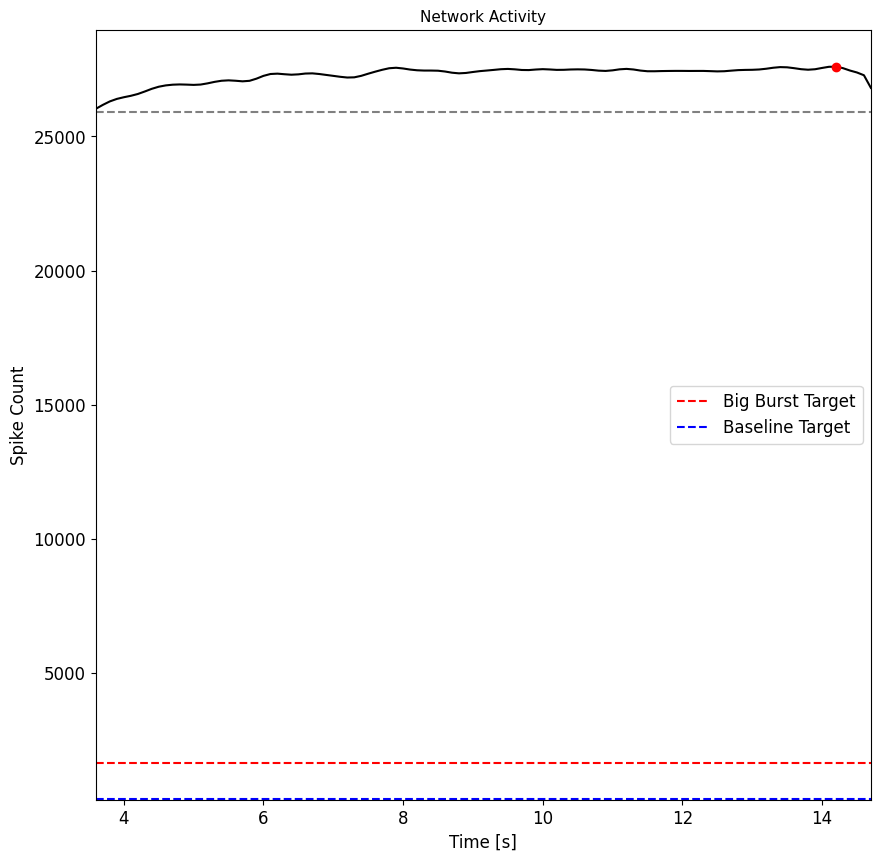 Network Activity
25000
20000
15000
10000
5000
Spike Count
Big Burst Target
Baseline Target
4 6 8 10 12 14
Time [s]